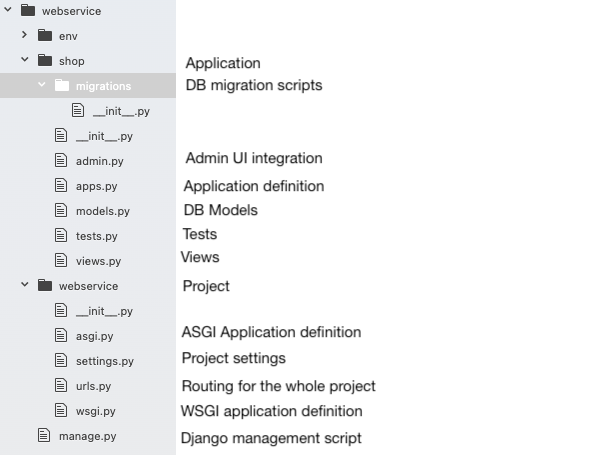 webservice
env
shop Application
migrations DB migration scripts
__init__.py
__init__.py
admin.py Admin UI integration
apps.py Application definition
models.py DB Models
tests.py Tests
views.py Views
webservice Project
__init__.py
asgi.py ASGI Application definition
settings.py Project settings
urls.py Routing for the whole project
wsgi.py WSGI application definition
manage.py Django management script